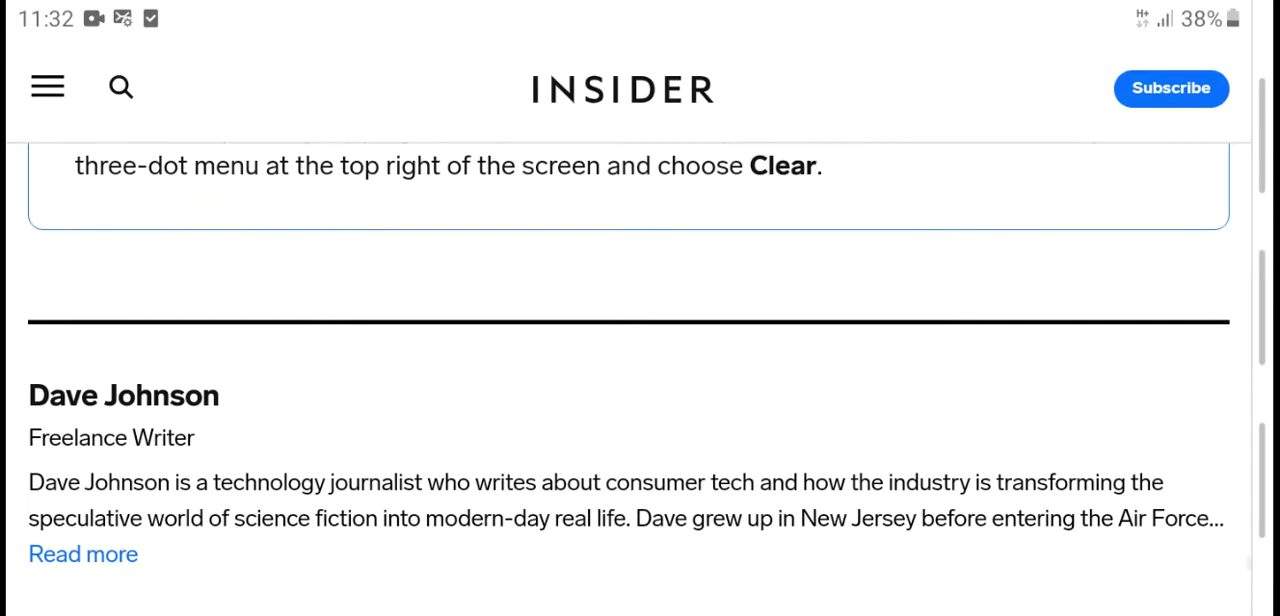 11:32 H+ 38%
INSIDER
Subscribe
three-dot menu at the top right of the screen and choose Clear.
Dave Johnson
Freelance Writer
Dave Johnson is a technology journalist who writes about consumer tech and how the industry is transforming the
speculative world of science fiction into modern-day real life. Dave grew up in New Jersey before entering the Air Force...
Read more